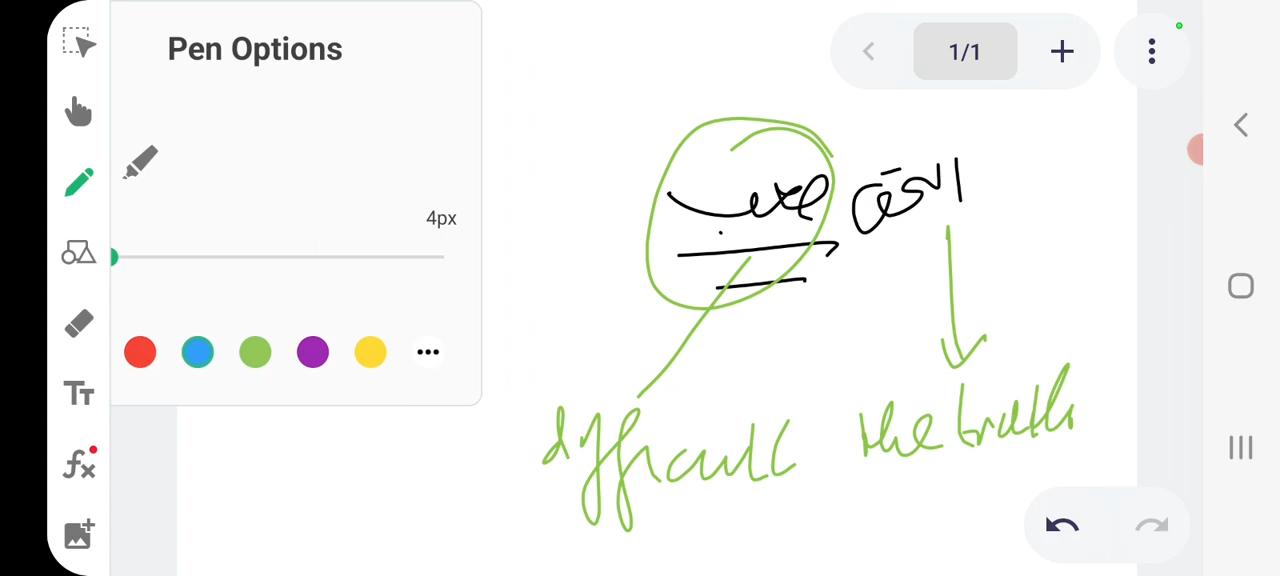 Pen Options
1/1
4px
الحق صعب
difficult the truth